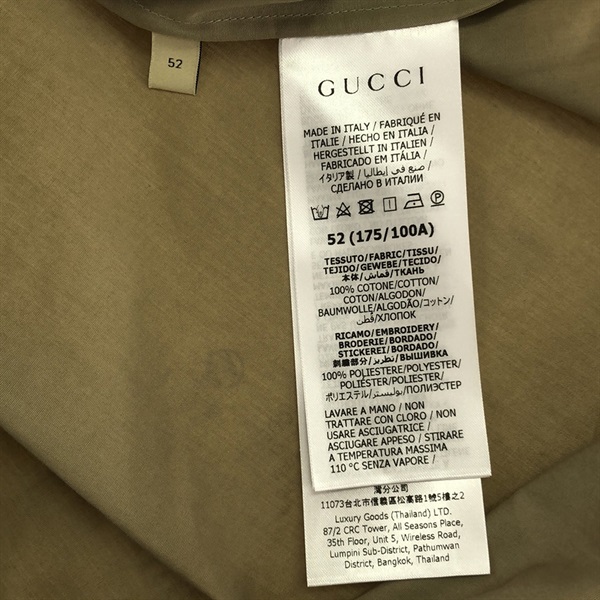 52
GUCCI
MADE IN ITALY / FABRIQUÉ EN
ITALIE / HECHO EN ITALIA /
HERGESTELLT IN ITALIEN /
FABRICADO EM ITÁLIA /
イタリア製 / صنع في إيطاليا /
СДЕЛАНО В ИТАЛИИ
52 (175/100A)
TESSUTO/FABRIC/TISSU/
TEJIDO/GEWEBE/TECIDO/
本体/قماش/ТКАНЬ
100% COTONE/COTTON/
COTON/ALGODON/
BAUMWOLLE/ALGODÃO/コットン/
قطن/ХЛОПОК
RICAMO/EMBROIDERY/
BRODERIE/BORDADO/
STICKEREI/BORDADO/
刺繍部分/تطريز/ВЫШИВКА
100% POLIESTERE/POLYESTER/
POLYESTER/POLIÉSTER/
POLYESTER/POLIÉSTER/
ポリエステル/بوليستر/ПОЛИЭСТЕР
LAVARE A MANO / NON
TRATTARE CON CLORO / NON
USARE ASCIUGATRICE /
ASCIUGARE APPESO / STIRARE
A TEMPERATURA MASSIMA
110 °C SENZA VAPORE /
灣分公司
11073台北市信義區松高路1號5樓之2
Luxury Goods (Thailand) LTD.
87/2 CRC Tower, All Seasons Place,
35th Floor, Unit 5, Wireless Road,
Lumpini Sub-District, Pathumwan
District, Bangkok, Thailand